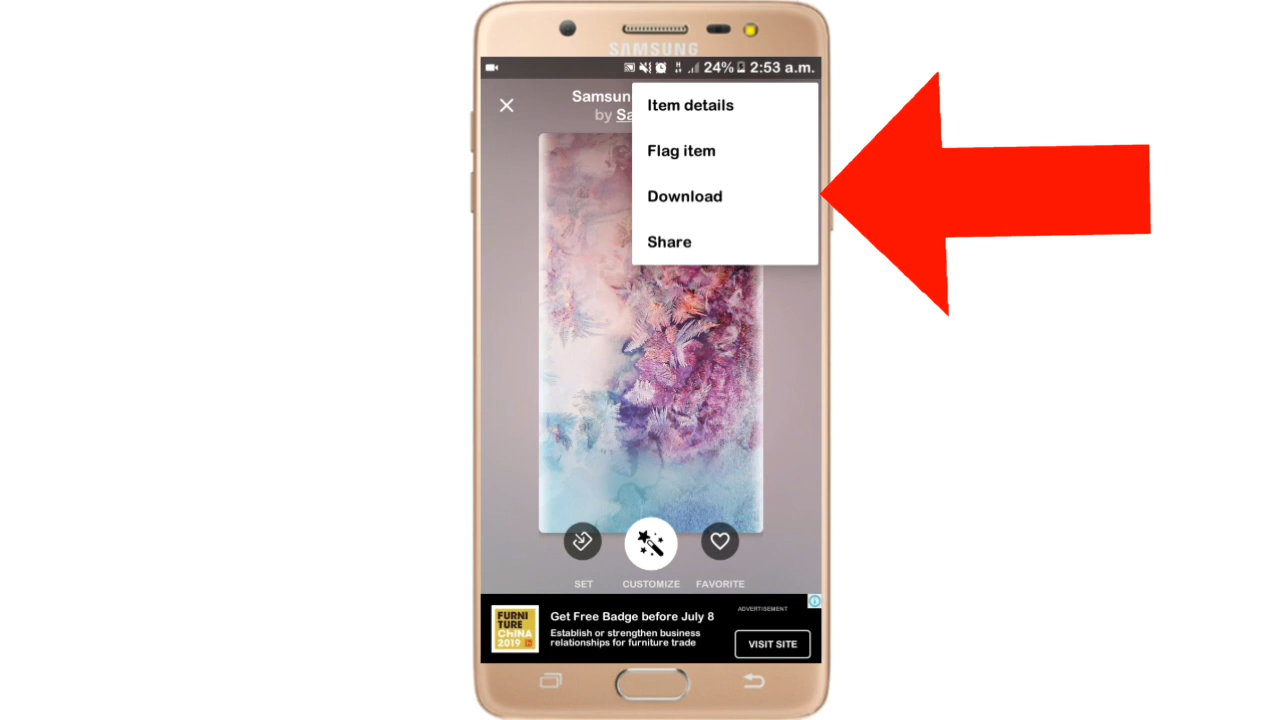 SAMSUNG
24% 2:53 a.m.
Samsun
by Sa
Item details
Flag item
Download
Share
SET CUSTOMIZE FAVORITE
FURNI
TURE
CHINA
2019
Get Free Badge before July 8
Establish or strengthen business
relationships for furniture trade
ADVERTISEMENT
VISIT SITE